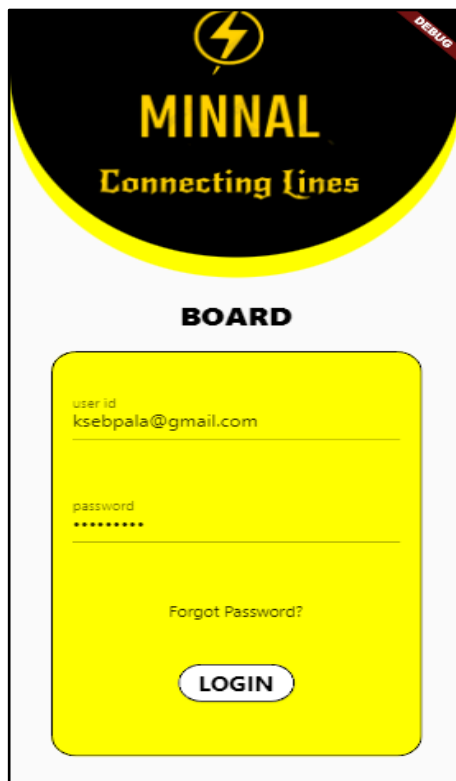 DEBUG
MINNAL
Connecting Lines
BOARD
user id
ksebpala@gmail.com
password
•••••••••
Forgot Password?
LOGIN